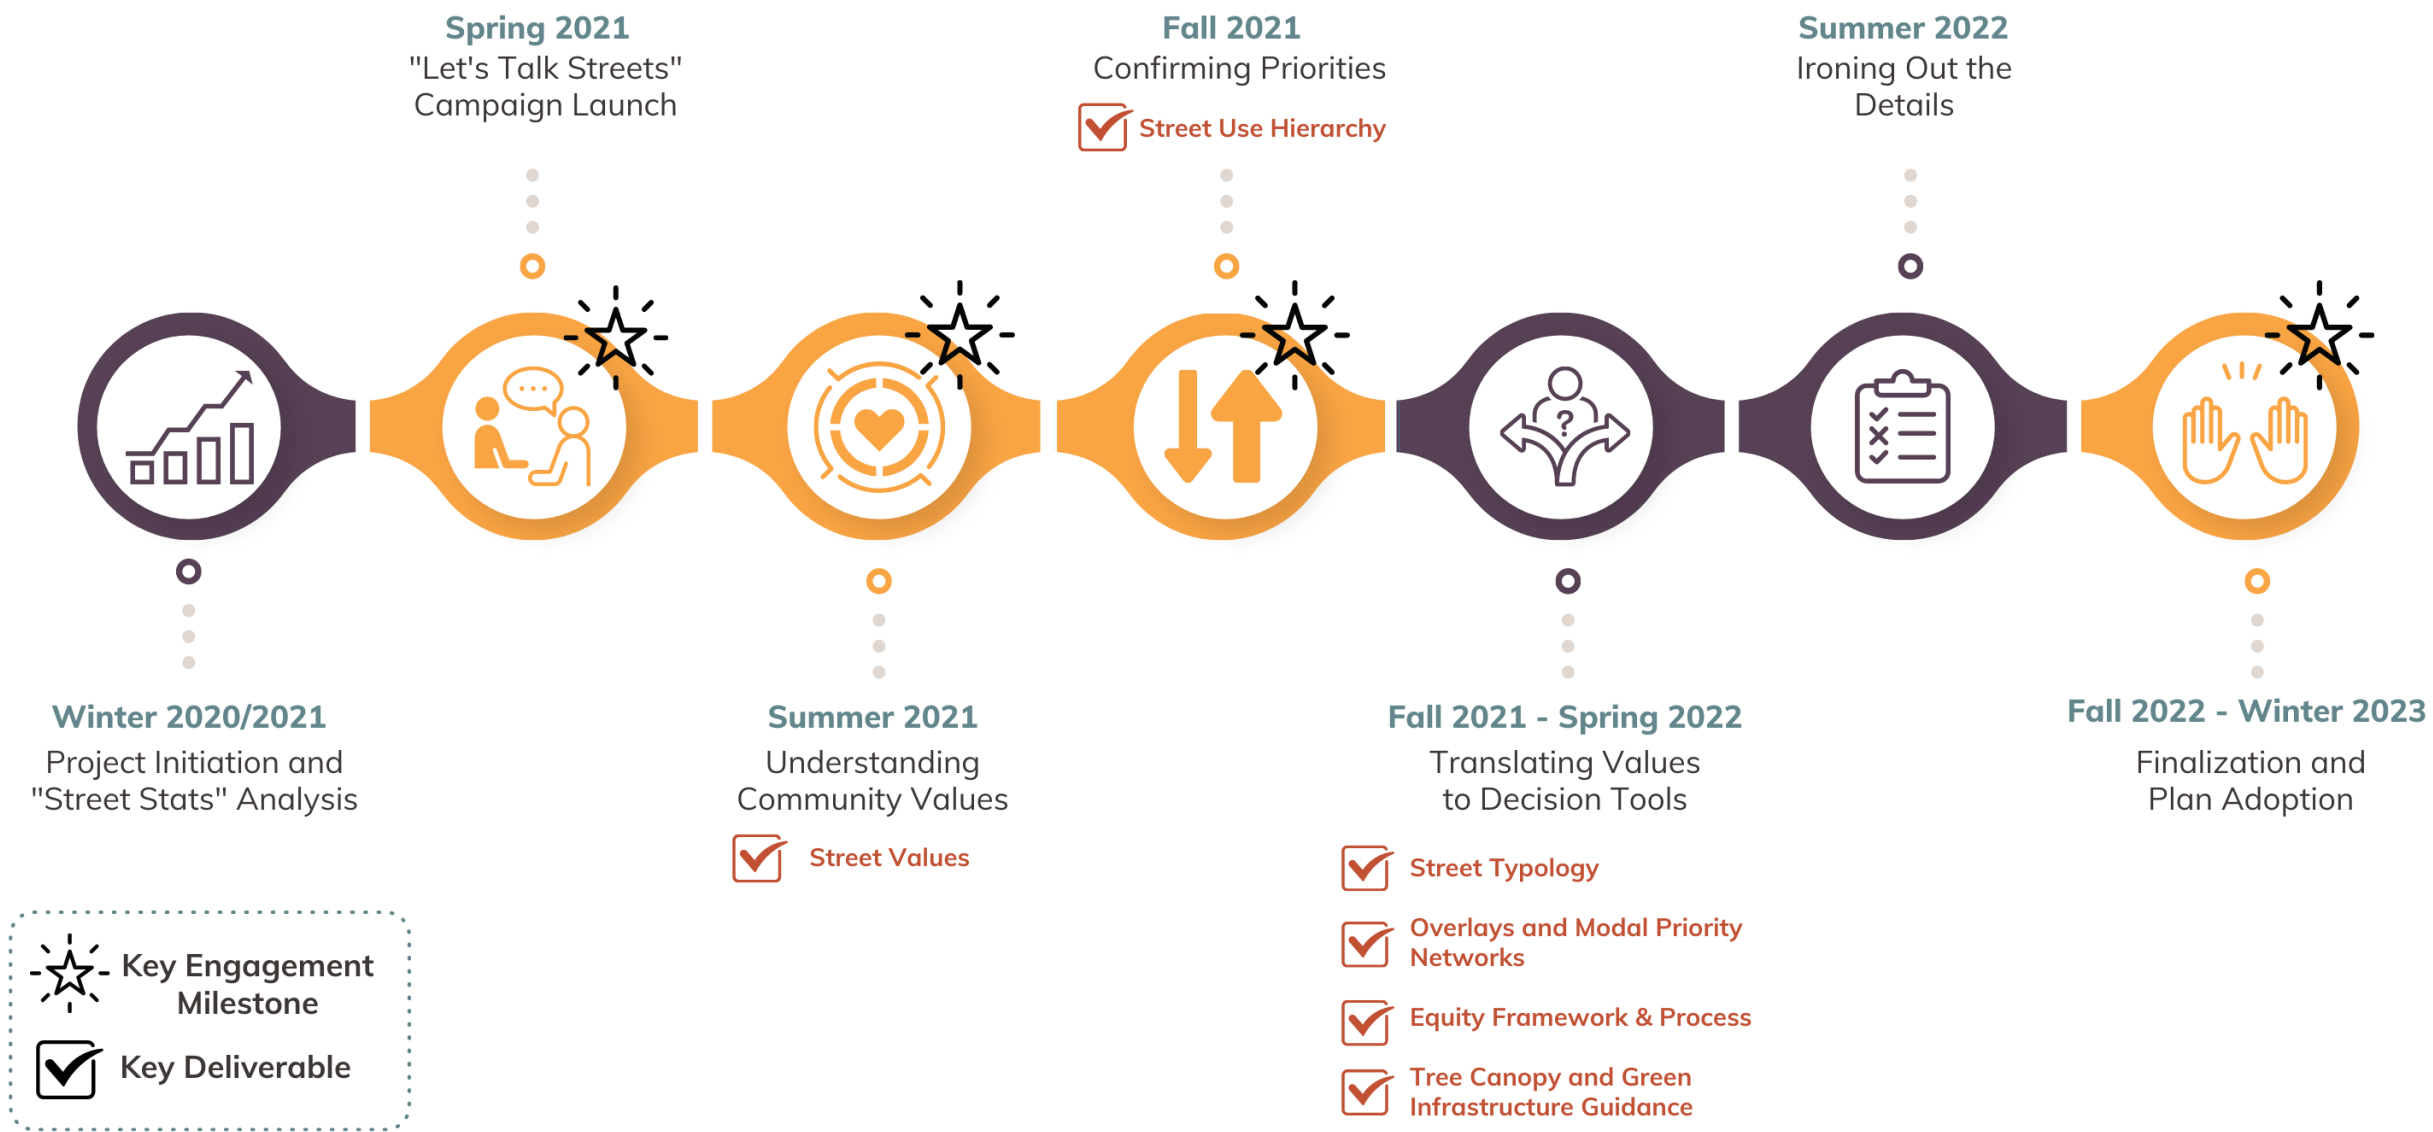 Spring 2021
"Let's Talk Streets"
Campaign Launch
Fall 2021
Confirming Priorities
Street Use Hierarchy
Summer 2022
Ironing Out the
Details
?
Winter 2020/2021
Project Initiation and
"Street Stats" Analysis
Summer 2021
Understanding
Community Values
Street Values
Fall 2021 - Spring 2022
Translating Values
to Decision Tools
Street Typology
Overlays and Modal Priority
Networks
Equity Framework & Process
Tree Canopy and Green
Infrastructure Guidance
Fall 2022 - Winter 2023
Finalization and
Plan Adoption
Key Engagement
Milestone
Key Deliverable